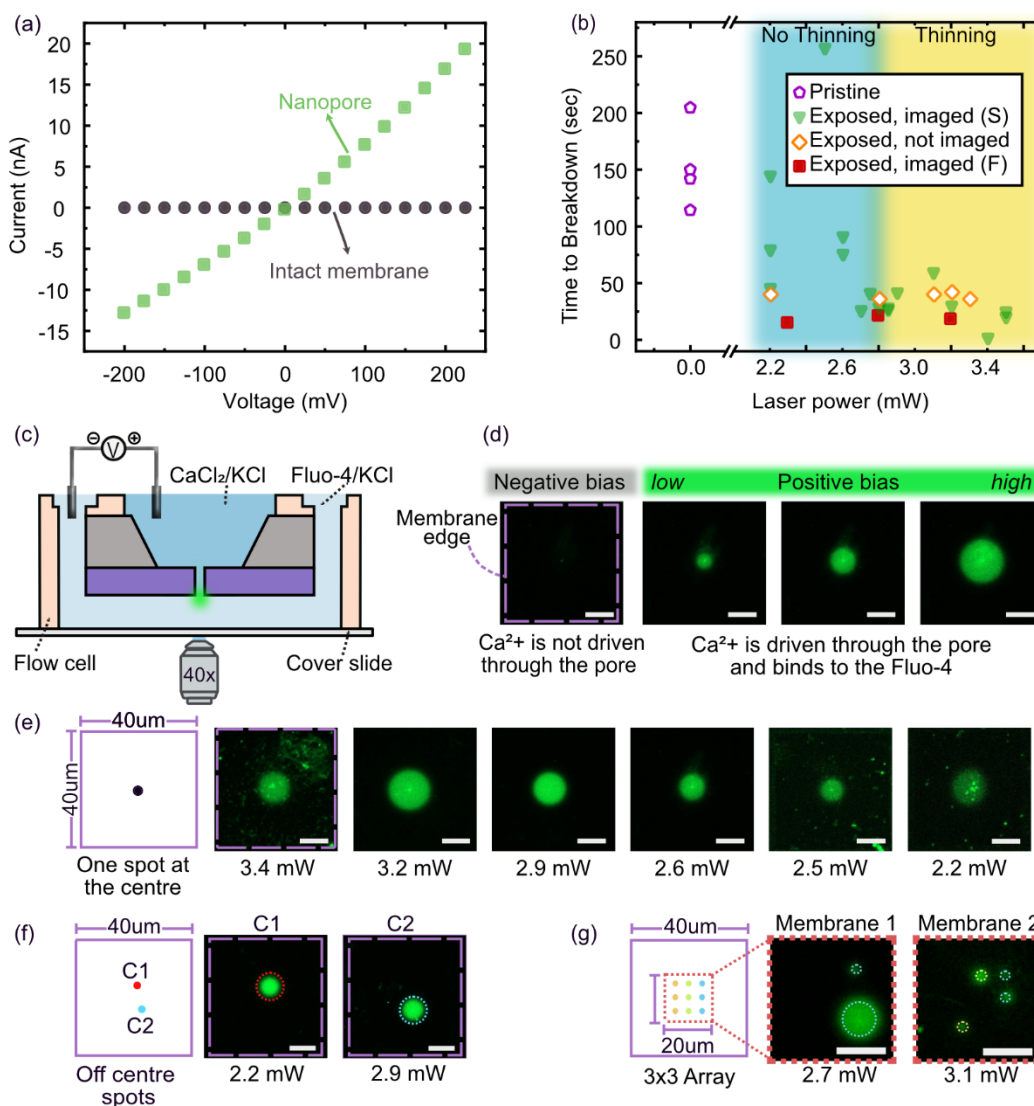 (a)
20
15
10
5
0
-5
-10
-15
Current (nA)
Nanopore
Intact membrane
-200
-100
0
100
200
Voltage (mV)
(b)
No Thinning
Thinning
250
200
150
100
50
0
Time to Breakdown (sec)
Pristine
Exposed, imaged (S)
Exposed, not imaged
Exposed, imaged (F)
0.0
2.2
2.6
3.0
3.4
Laser power (mW)
(c)
V
CaCl₂/KCl
Fluo-4/KCl
Flow cell
40x
Cover slide
(d)
Negative bias
low
Positive bias
high
Membrane
edge
Ca²+ is not driven
through the pore
Ca²+ is driven through the pore
and binds to the Fluo-4
(e)
40um
40um
One spot at
the centre
3.4 mW
3.2 mW
2.9 mW
2.6 mW
2.5 mW
2.2 mW
(f)
40um
C1
C2
C1
C2
Off centre
spots
2.2 mW
2.9 mW
(g)
40um
Membrane 1
Membrane 2
20um
3x3 Array
2.7 mW
3.1 mW